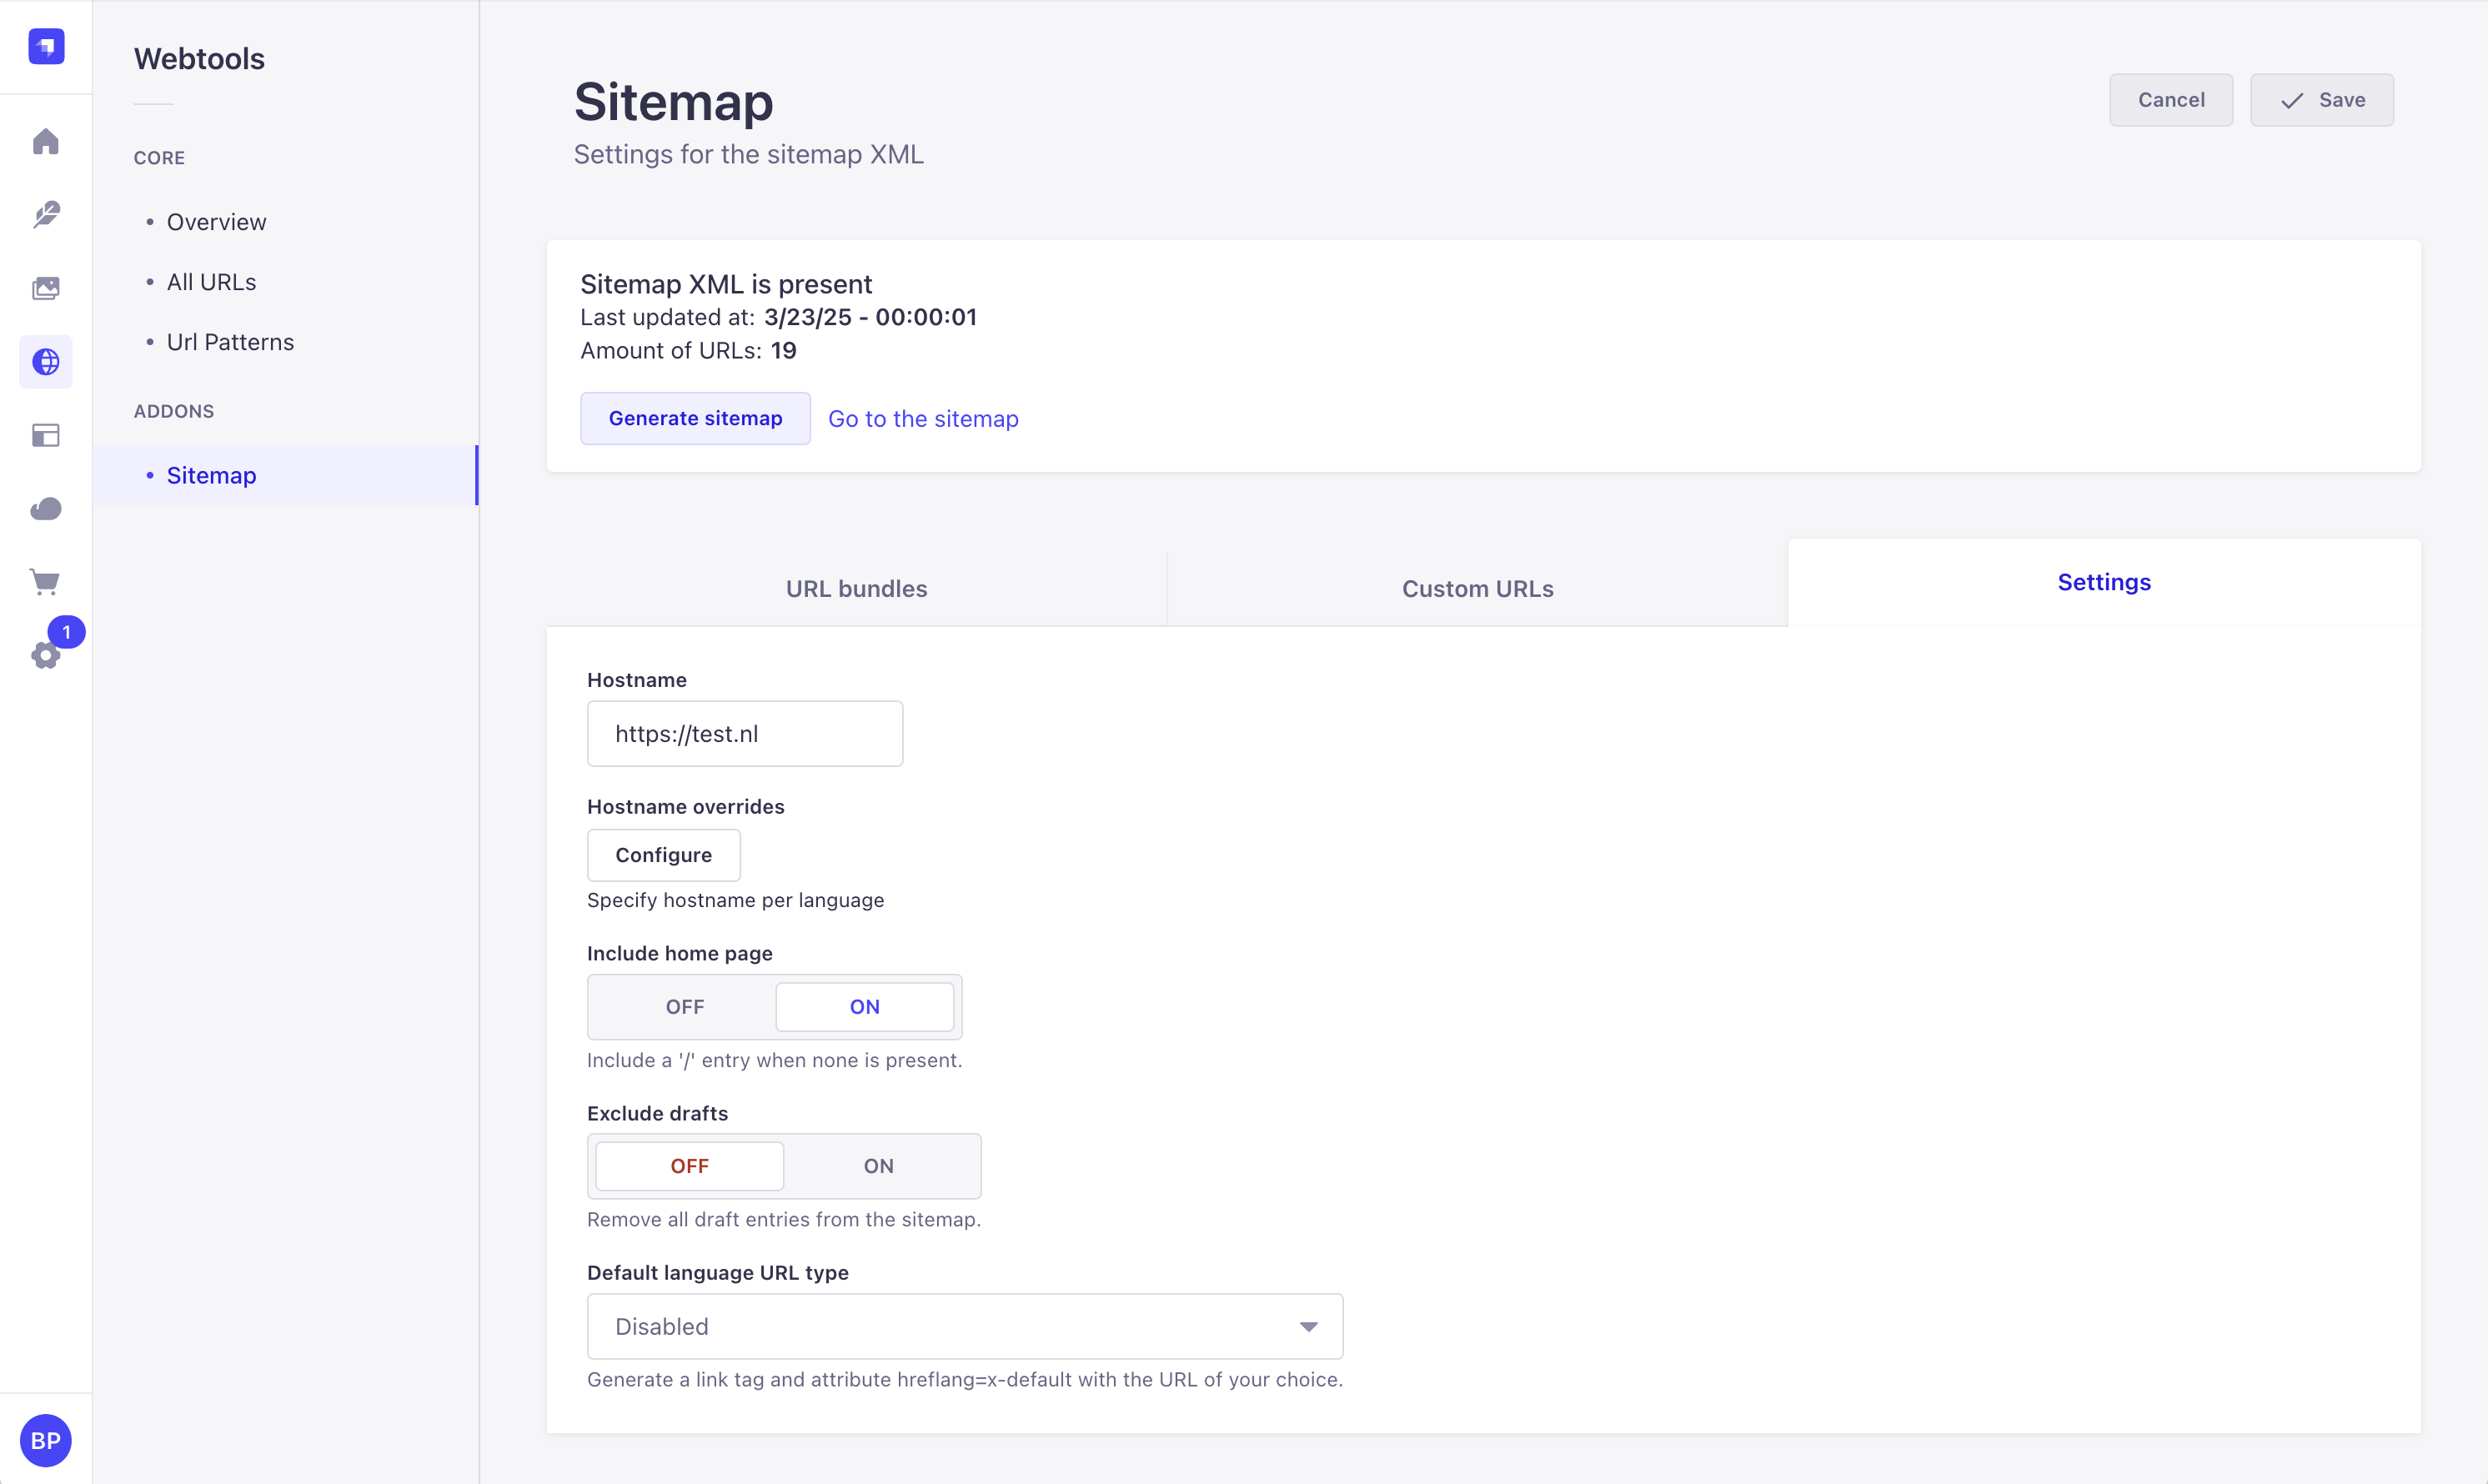 Webtools
CORE
Overview
All URLs
Url Patterns
ADDONS
Sitemap
1
BP
Sitemap
Settings for the sitemap XML
Cancel
Save
Sitemap XML is present
Last updated at: 3/23/25 - 00:00:01
Amount of URLs: 19
Generate sitemap
Go to the sitemap
URL bundles
Custom URLs
Settings
Hostname
https://test.nl
Hostname overrides
Configure
Specify hostname per language
Include home page
OFF
ON
Include a '/' entry when none is present.
Exclude drafts
OFF
ON
Remove all draft entries from the sitemap.
Default language URL type
Disabled
Generate a link tag and attribute hreflang=x-default with the URL of your choice.